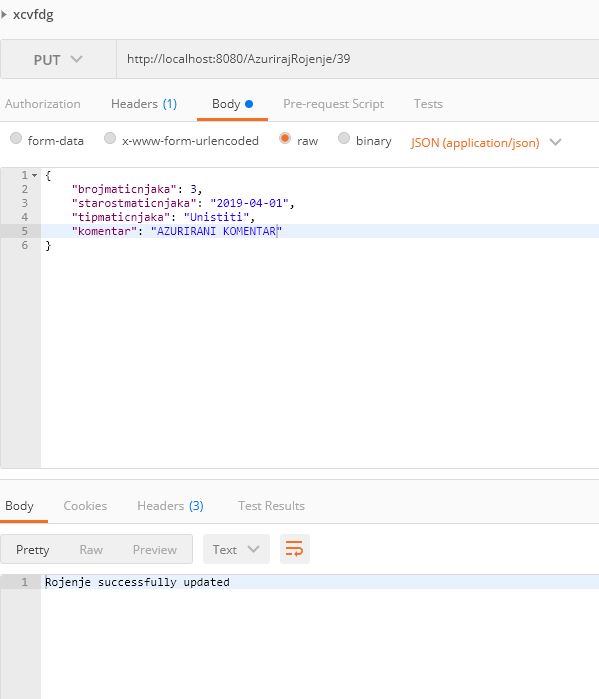 xcvfdg
PUT http://localhost:8080/AzurirajRojenje/39
Authorization Headers (1) Body Pre-request Script Tests
form-data x-www-form-urlencoded raw binary JSON (application/json)
1 {
2 "brojmaticnjaka": 3,
3 "starostmaticnjaka": "2019-04-01",
4 "tipmaticnjaka": "Unistiti",
5 "komentar": "AZURIRANI KOMENTAR"
6 }
Body Cookies Headers (3) Test Results
Pretty Raw Preview Text
1 Rojenje successfully updated